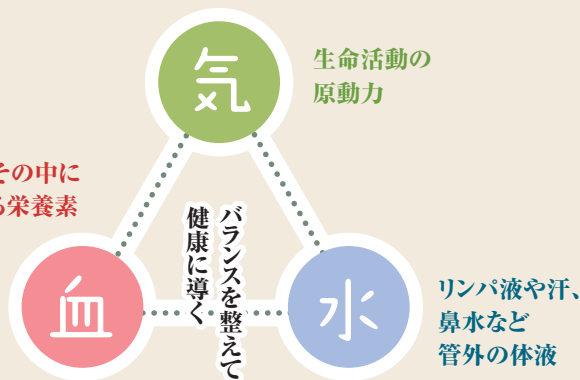 気
生命活動の
原動力
その中に
る栄養素
血
バランスを整えて
健康に導く
水
リンパ液や汗、
鼻水など
管外の体液